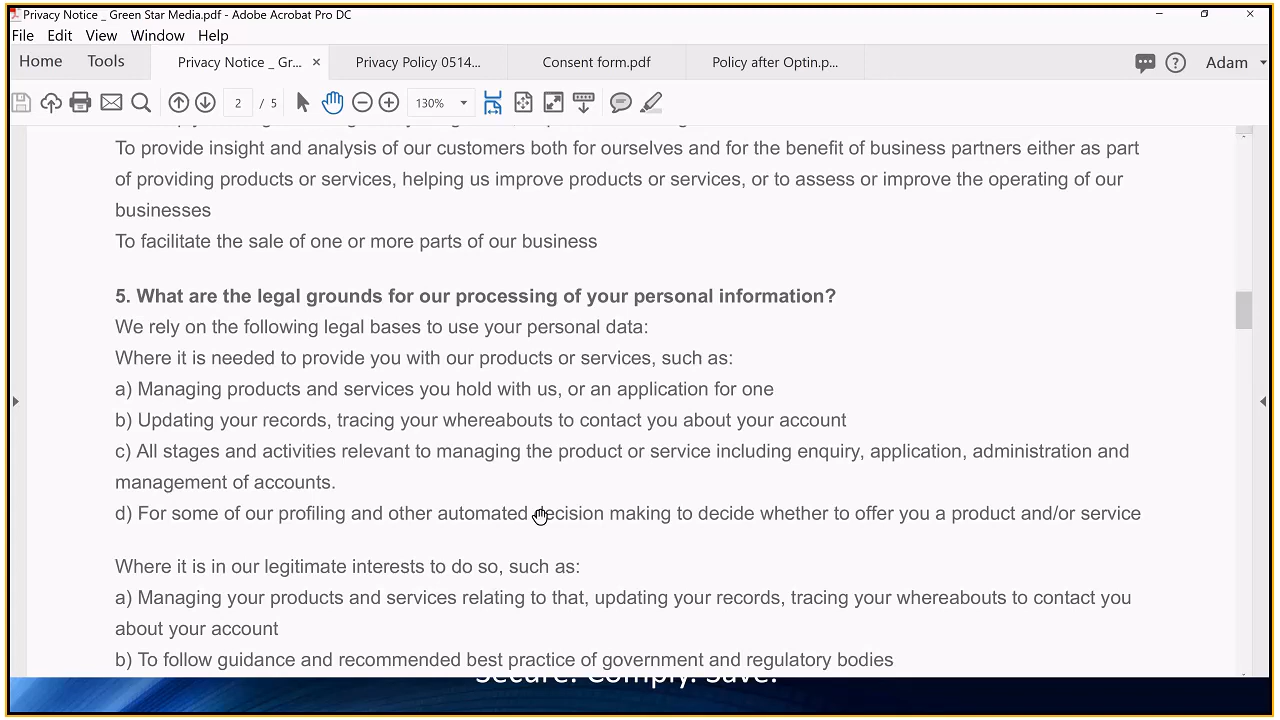 Privacy Notice _ Green Star Media.pdf - Adobe Acrobat Pro DC
File Edit View Window Help
Home Tools Privacy Notice _ Gr... × Privacy Policy 0514... Consent form.pdf Policy after Optin.p... Adam
2 / 5 130%
To provide insight and analysis of our customers both for ourselves and for the benefit of business partners either as part
of providing products or services, helping us improve products or services, or to assess or improve the operating of our
businesses
To facilitate the sale of one or more parts of our business
5. What are the legal grounds for our processing of your personal information?
We rely on the following legal bases to use your personal data:
Where it is needed to provide you with our products or services, such as:
a) Managing products and services you hold with us, or an application for one
b) Updating your records, tracing your whereabouts to contact you about your account
c) All stages and activities relevant to managing the product or service including enquiry, application, administration and
management of accounts.
d) For some of our profiling and other automated decision making to decide whether to offer you a product and/or service
Where it is in our legitimate interests to do so, such as:
a) Managing your products and services relating to that, updating your records, tracing your whereabouts to contact you
about your account
b) To follow guidance and recommended best practice of government and regulatory bodies
Secure. Comply. Save.